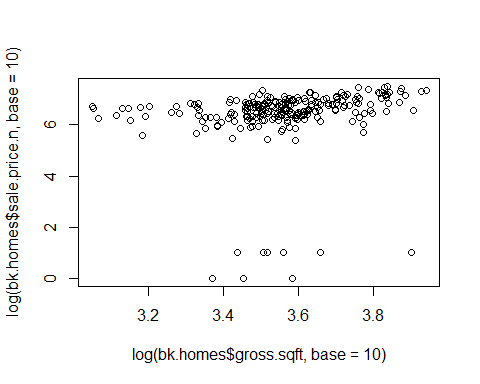 log(bk.homes$sale.price.n, base = 10)
6
4
2
0
3.2 3.4 3.6 3.8
log(bk.homes$gross.sqft, base = 10)